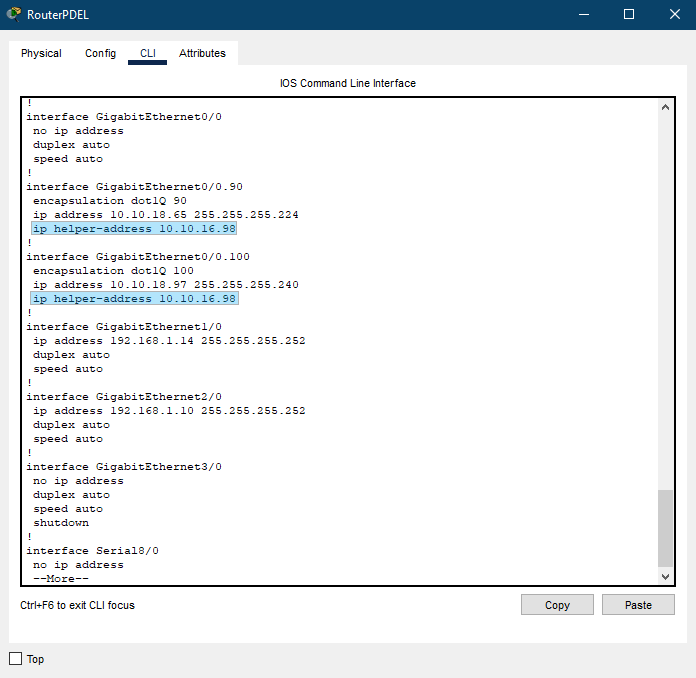 RouterPDEL
Physical Config CLI Attributes
IOS Command Line Interface
!
interface GigabitEthernet0/0
no ip address
duplex auto
speed auto
!
interface GigabitEthernet0/0.90
encapsulation dot1Q 90
ip address 10.10.18.65 255.255.255.224
ip helper-address 10.10.16.98
!
interface GigabitEthernet0/0.100
encapsulation dot1Q 100
ip address 10.10.18.97 255.255.255.240
ip helper-address 10.10.16.98
!
interface GigabitEthernet1/0
ip address 192.168.1.14 255.255.255.252
duplex auto
speed auto
!
interface GigabitEthernet2/0
ip address 192.168.1.10 255.255.255.252
duplex auto
speed auto
!
interface GigabitEthernet3/0
no ip address
duplex auto
speed auto
shutdown
!
interface Serial8/0
no ip address
--More--
Ctrl+F6 to exit CLI focus
Copy Paste
Top